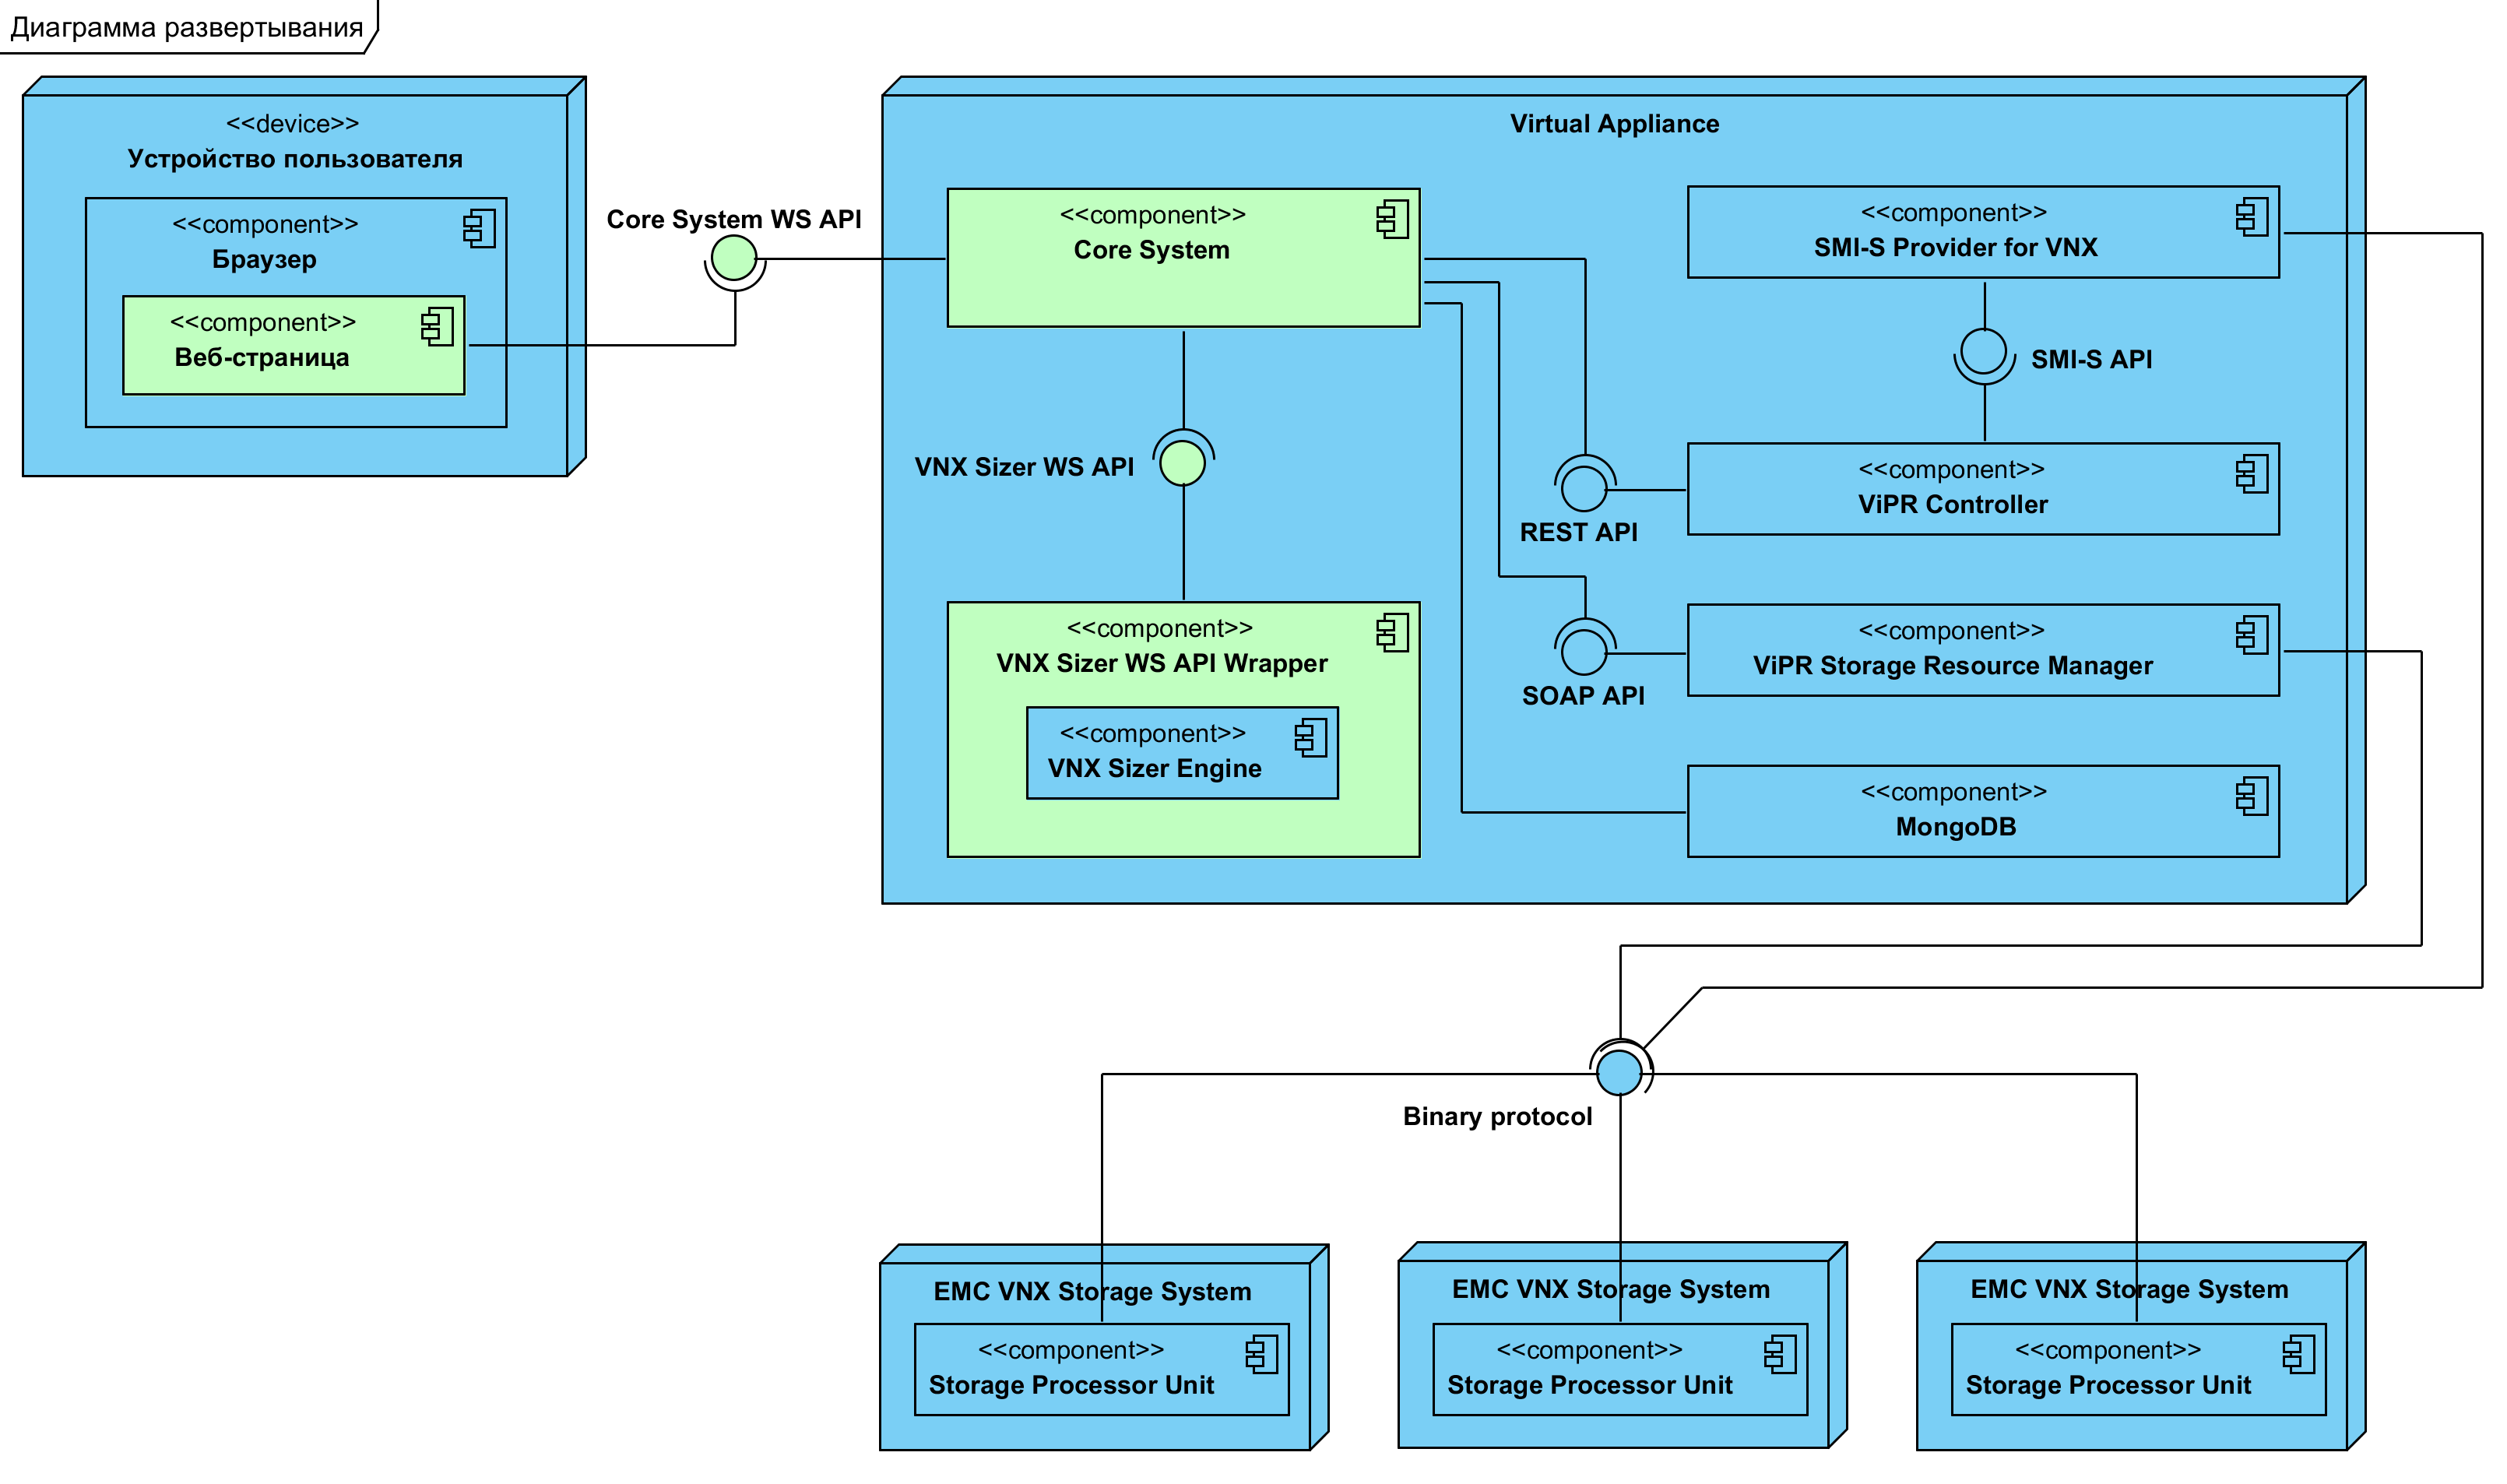 Диаграмма развертывания
<<device>>
Устройство пользователя
<<component>>
Браузер
<<component>>
Веб-страница
Core System WS API
Virtual Appliance
<<component>>
Core System
<<component>>
SMI-S Provider for VNX
SMI-S API
VNX Sizer WS API
<<component>>
ViPR Controller
REST API
<<component>>
VNX Sizer WS API Wrapper
<<component>>
VNX Sizer Engine
<<component>>
ViPR Storage Resource Manager
SOAP API
<<component>>
MongoDB
Binary protocol
EMC VNX Storage System
<<component>>
Storage Processor Unit
EMC VNX Storage System
<<component>>
Storage Processor Unit
EMC VNX Storage System
<<component>>
Storage Processor Unit